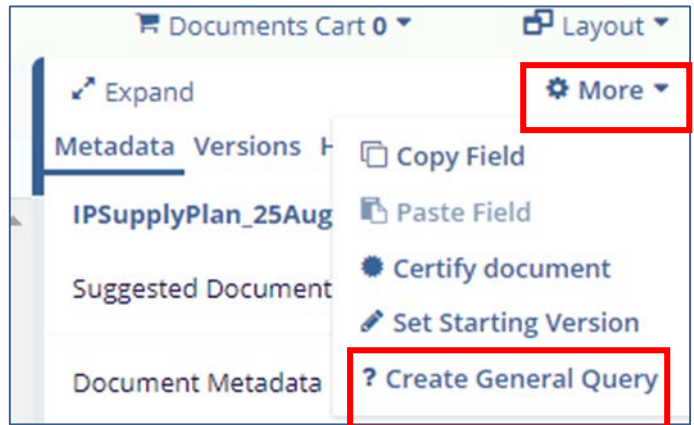 Documents Cart 0
Layout
Expand
More
Metadata Versions H
Copy Field
Paste Field
IPSupplyPlan_25Aug
Certify document
Suggested Document
Set Starting Version
Document Metadata
? Create General Query